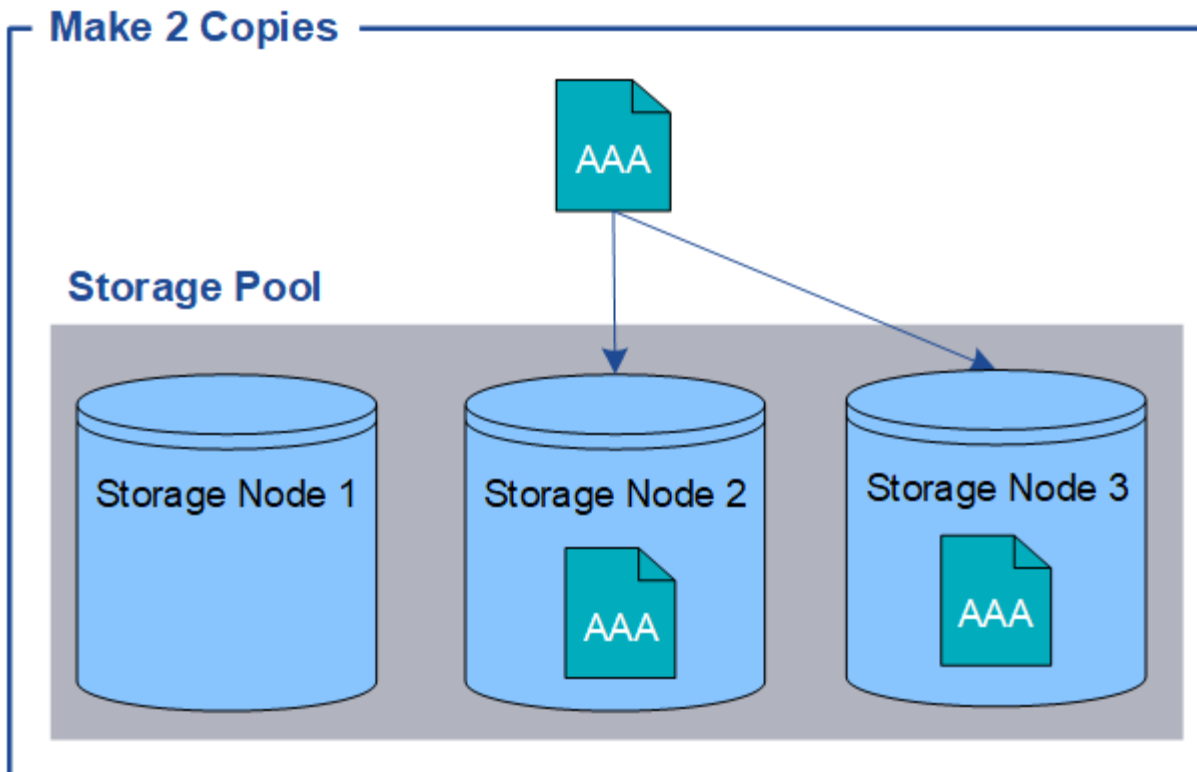 Make 2 Copies
AAA
Storage Pool
Storage Node 1
Storage Node 2
Storage Node 3
AAA
AAA